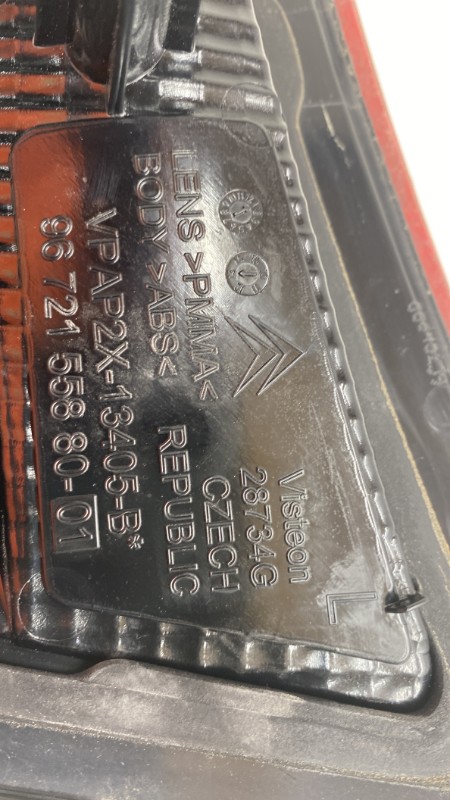 Visteon
28734G
CZECH
REPUBLIC
L
LENS >PMMA<
BODY >ABS<
VPAP2X-13405-B*
96 721 558 80-01